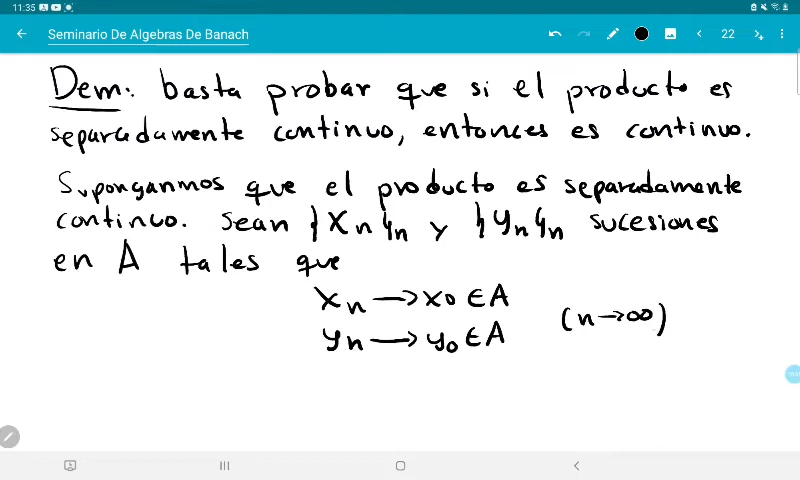 11:35
Seminario De Algebras De Banach
22
Dem: basta probar que si el producto es
separadamente continuo, entonces es continuo.
Suponganmos que el producto es separadamente
continuo. Sean {Xn}n y {yn}n sucesiones
en A tales que
xn → x0 ∈ A
yn → y0 ∈ A
(n→∞)